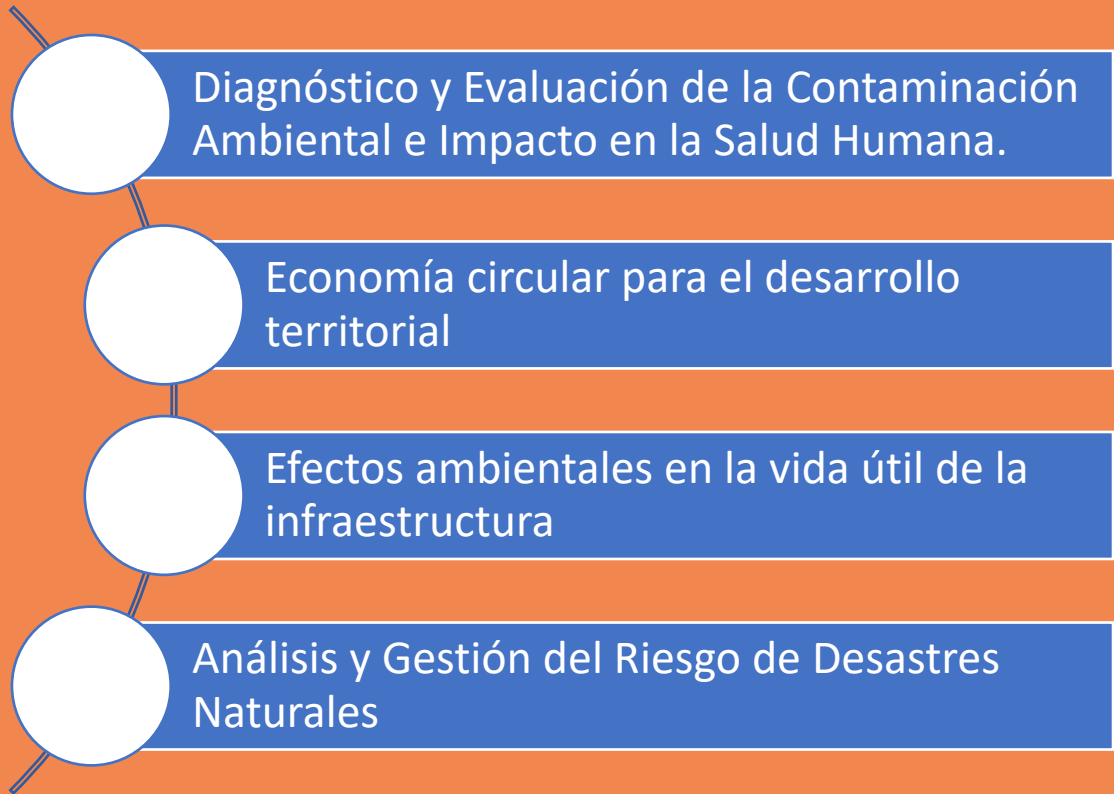 Diagnóstico y Evaluación de la Contaminación
Ambiental e Impacto en la Salud Humana.
Economía circular para el desarrollo
territorial
Efectos ambientales en la vida útil de la
infraestructura
Análisis y Gestión del Riesgo de Desastres
Naturales